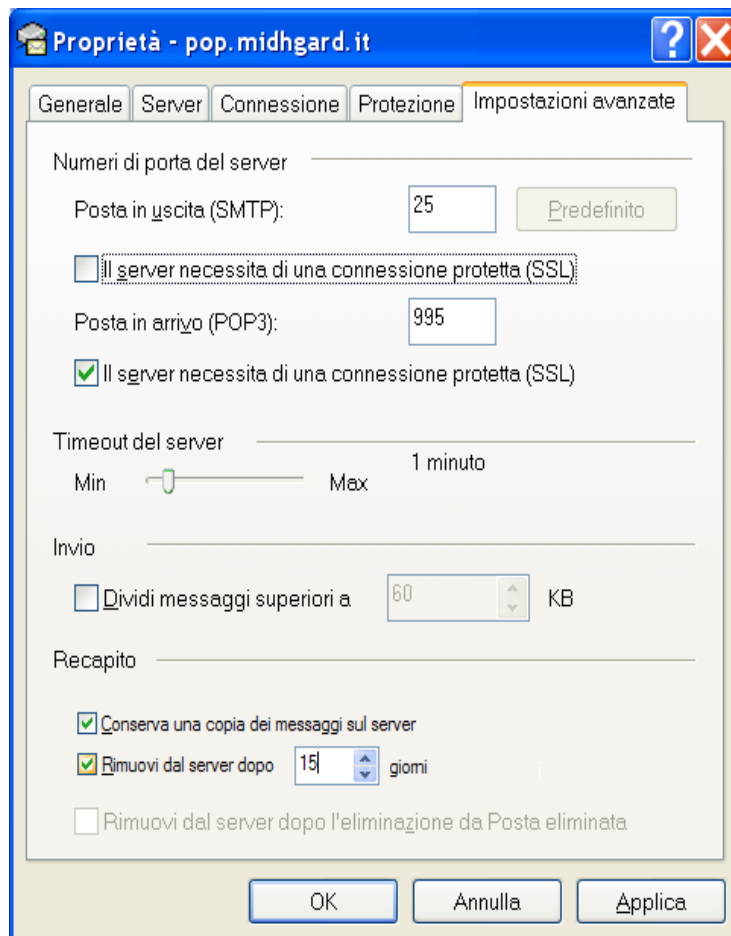 Proprietà - pop.midhgard.it
Generale Server Connessione Protezione Impostazioni avanzate
Numeri di porta del server
Posta in uscita (SMTP): 25 Predefinito
Il server necessita di una connessione protetta (SSL)
Posta in arrivo (POP3): 995
Il server necessita di una connessione protetta (SSL)
Timeout del server
Min Max 1 minuto
Invio
Dividi messaggi superiori a 60 KB
Recapito
Conserva una copia dei messaggi sul server
Rimuovi dal server dopo 15 giorni
Rimuovi dal server dopo l'eliminazione da Posta eliminata
OK Annulla Applica